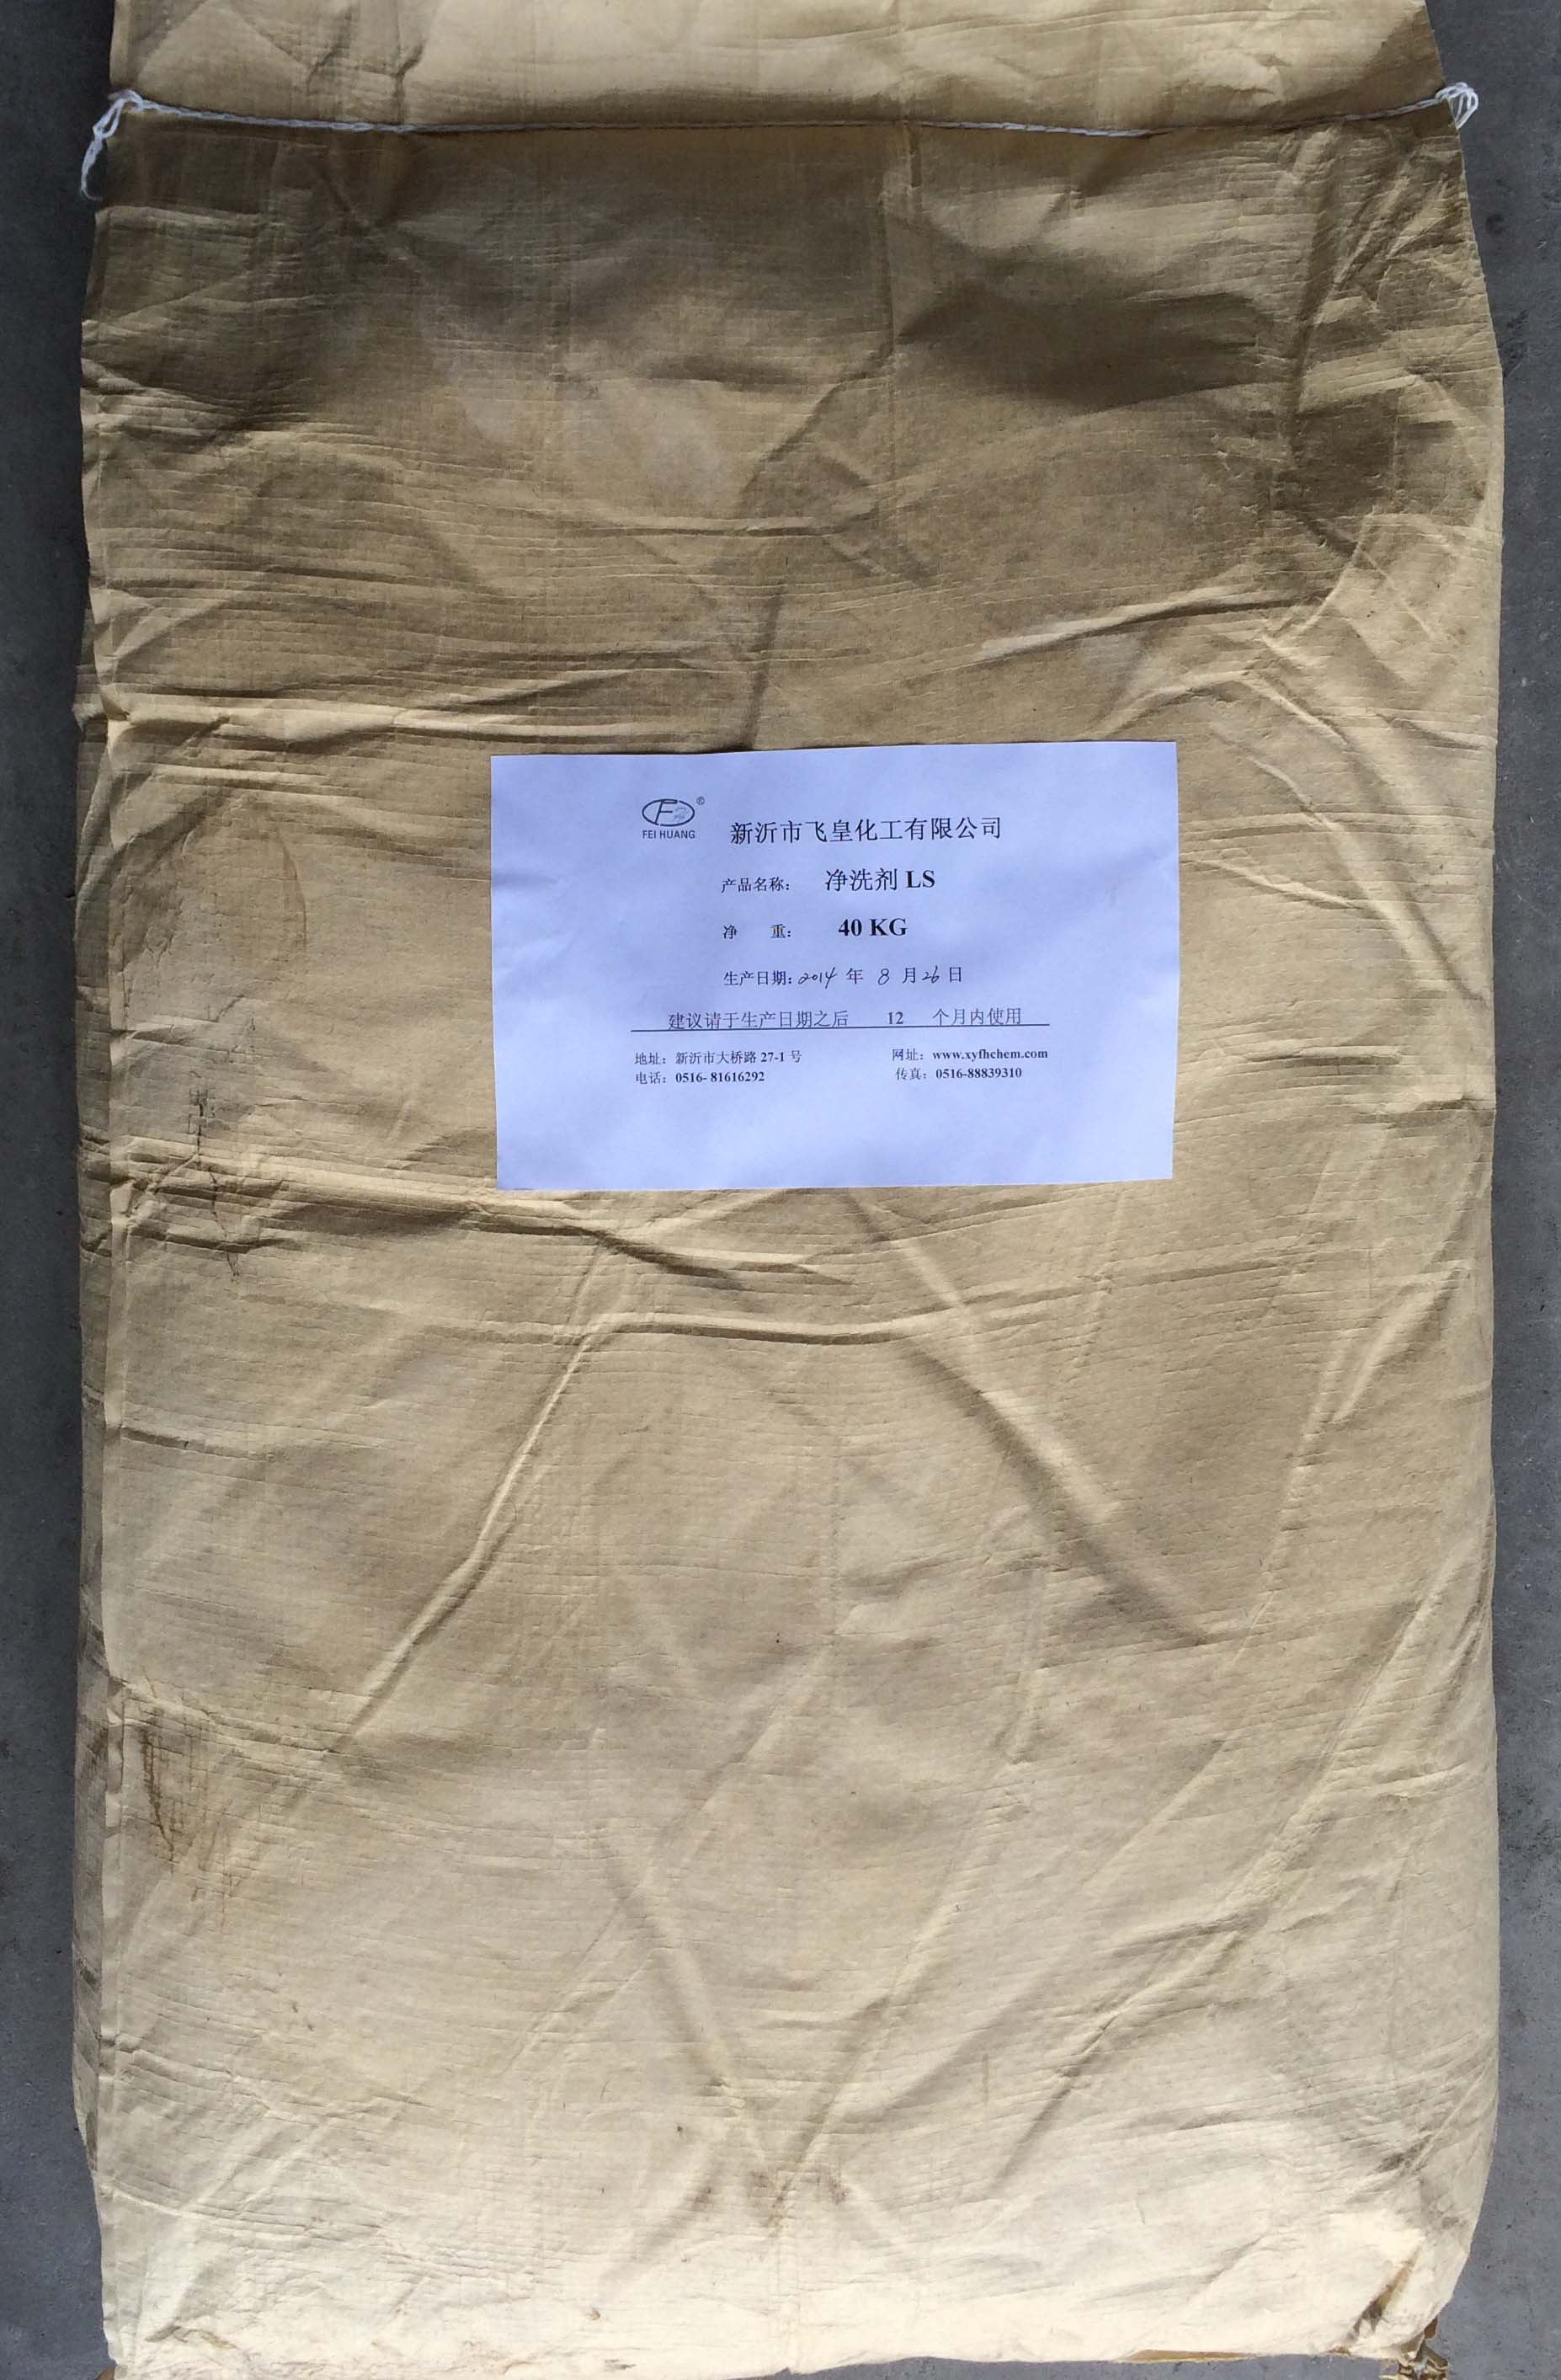 F ®
FEI HUANG
新沂市飞皇化工有限公司
产品名称： 净洗剂 LS
净 重： 40 KG
生产日期：2014 年 8 月 26 日
建议请于生产日期之后 12 个月内使用
地址：新沂市大桥路 27-1 号 网址：www.xyfhchem.com
电话：0516- 81616292 传真：0516-88839310